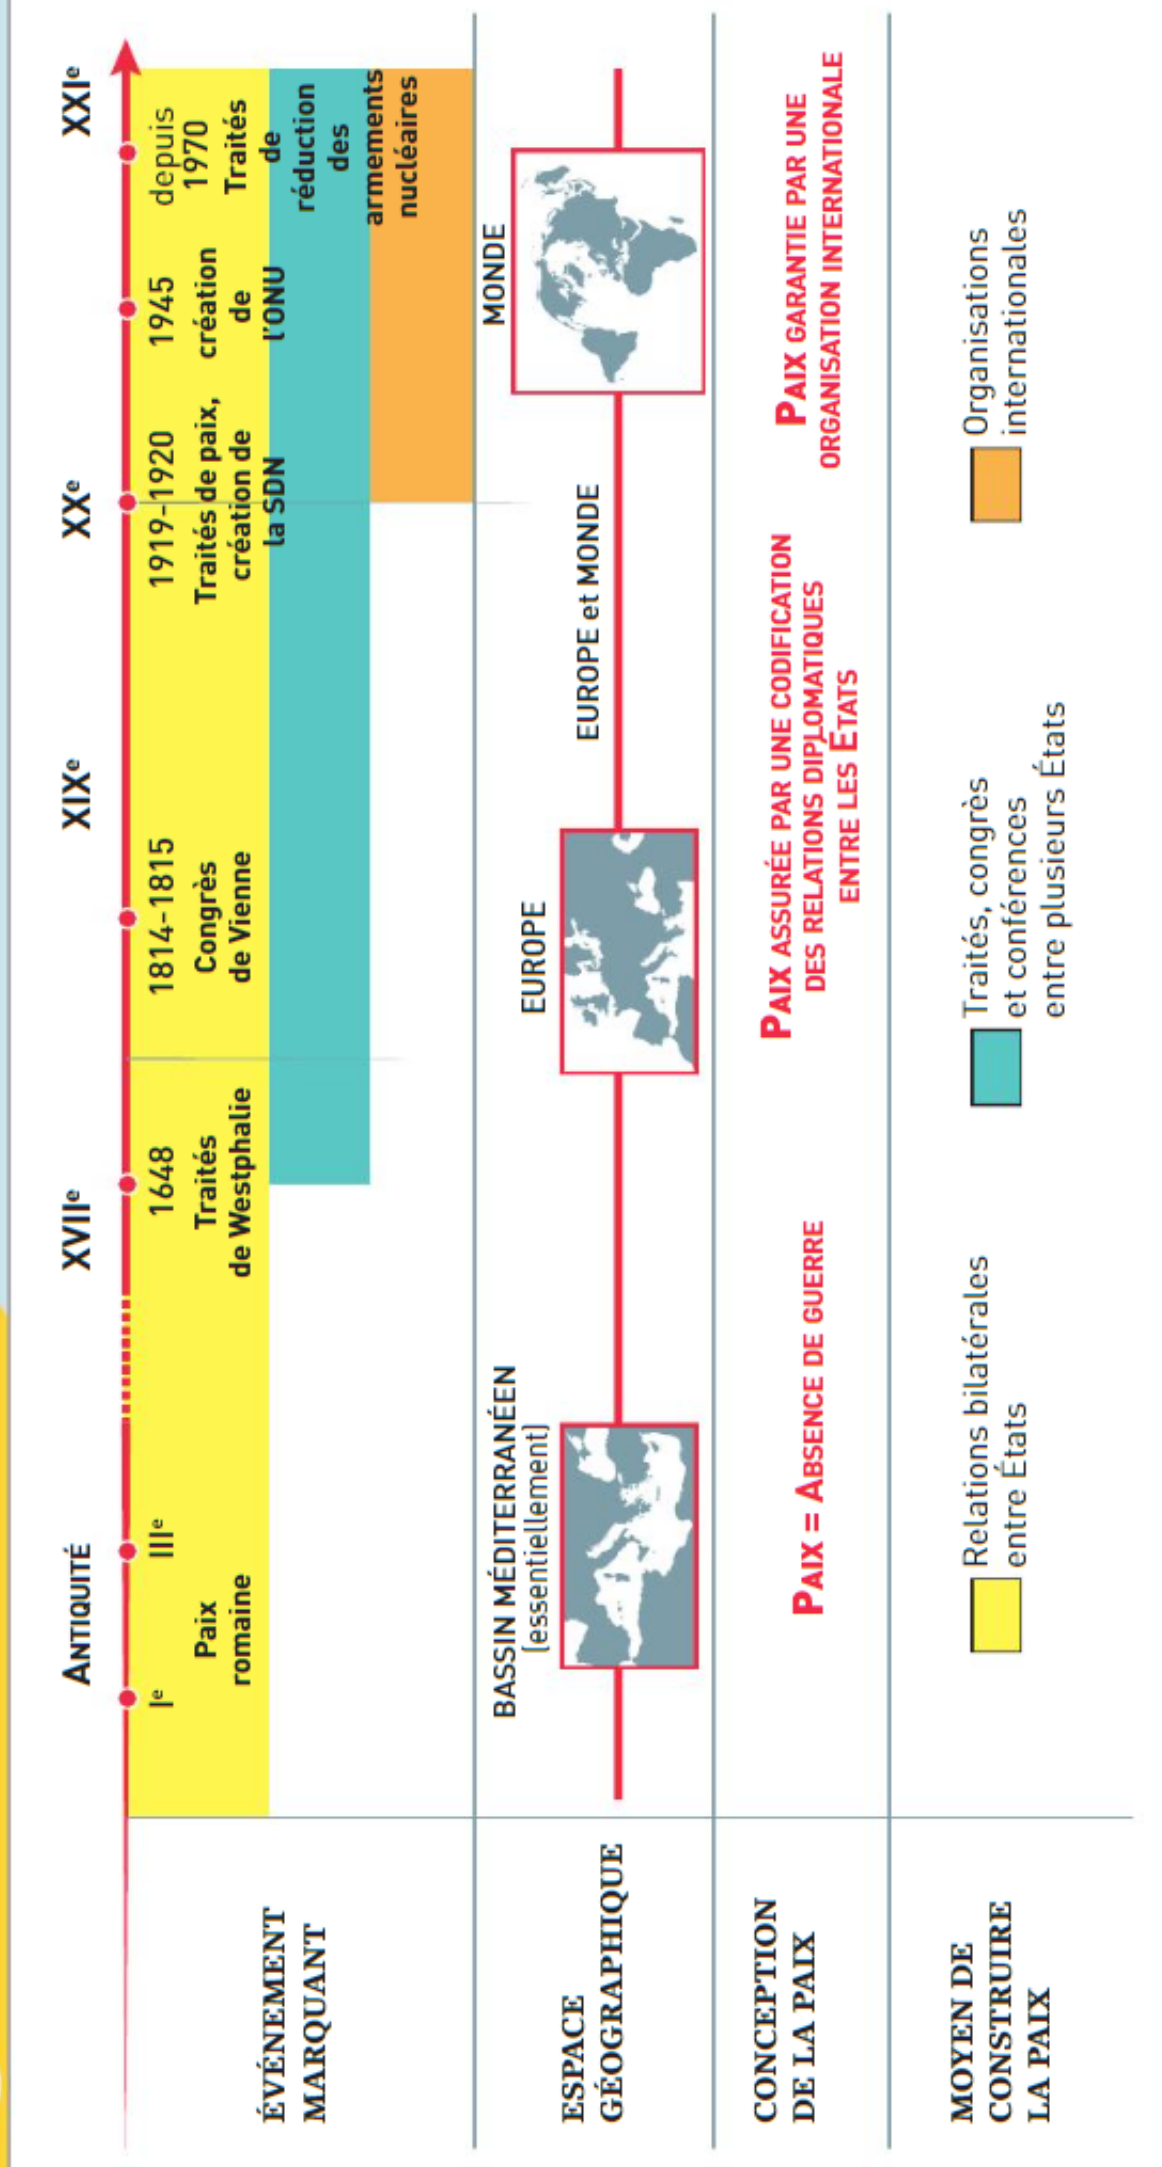 ANTIQUITÉ
XVIIe
XIXe
XXe
XXIe
ÉVÉNEMENT
MARQUANT
Ie
IIIe
Paix
romaine
1648
Traités
de Westphalie
1814-1815
Congrès
de Vienne
1919-1920
Traités de paix,
création de
la SDN
1945
création
de
l'ONU
depuis
1970
Traités
de
réduction
des
armements
nucléaires
ESPACE
GÉOGRAPHIQUE
BASSIN MÉDITERRANÉEN
(essentiellement)
EUROPE
EUROPE et MONDE
MONDE
CONCEPTION
DE LA PAIX
PAIX = ABSENCE DE GUERRE
PAIX ASSURÉE PAR UNE CODIFICATION
DES RELATIONS DIPLOMATIQUES
ENTRE LES ÉTATS
PAIX GARANTIE PAR UNE
ORGANISATION INTERNATIONALE
MOYEN DE
CONSTRUIRE
LA PAIX
Relations bilatérales
entre États
Traités, congrès
et conférences
entre plusieurs États
Organisations
internationales